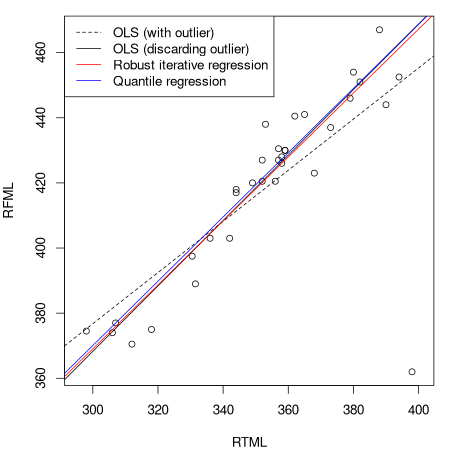 OLS (with outlier)
OLS (discarding outlier)
Robust iterative regression
Quantile regression
RFML
460
440
420
400
380
360
300 320 340 360 380 400
RTML